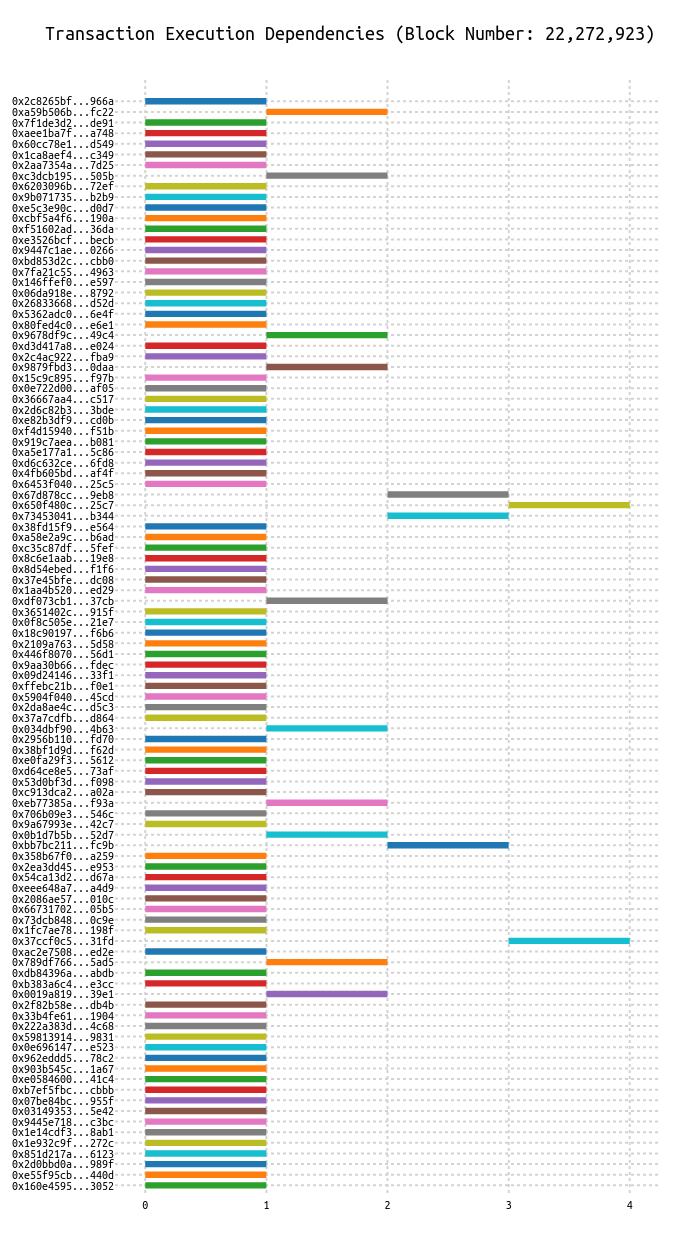 Transaction Execution Dependencies (Block Number: 22,272,923)
0x2c8265bf...966a
0xa59b506b...fc22
0x7f1de3d2...de91
0xaee1ba7f...a748
0x60cc78e1...d549
0x1ca8aef4...c349
0x2aa7354a...7d25
0xc3dcb195...505b
0x6203096b...72ef
0x9b071735...b2b9
0xe5c3e90c...d0d7
0xcbf5a4f6...190a
0xf51602ad...36da
0xe3526bcf...becb
0x9447c1ae...0266
0xbd853d2c...cbb0
0x7fa21c55...4963
0x146ffef0...e597
0x06da918e...8792
0x26833668...d52d
0x5362adc0...6e4f
0x80fed4c0...e6e1
0x9678df9c...49c4
0xd3d417a8...e024
0x2c4ac922...fba9
0x9879fbd3...0daa
0x15c9c895...f97b
0x0e722d00...af05
0x36667aa4...c517
0x2d6c82b3...3bde
0xe82b3df9...cd0b
0xf4d15940...f51b
0x919c7aea...b081
0xa5e177a1...5c86
0xd6c632ce...6fd8
0x4fb605bd...af4f
0x6453f040...25c5
0x67d878cc...9eb8
0x650f480c...25c7
0x73453041...b344
0x38fd15f9...e564
0xa58e2a9c...b6ad
0xc35c87df...5fef
0x8c6e1aab...19e8
0x8d54ebed...f1f6
0x37e45bfe...dc08
0x1aa4b520...ed29
0xdf073cb1...37cb
0x3651402c...915f
0x0f8c505e...21e7
0x18c90197...f6b6
0x2109a763...5d58
0x446f8070...56d1
0x9aa30b66...fdec
0x09d24146...33f1
0xffebc21b...f0e1
0x5904f040...45cd
0x2da8ae4c...d5c3
0x37a7cdfb...d864
0x034dbf90...4b63
0x2956b110...fd70
0x38bf1d9d...f62d
0xe0fa29f3...5612
0xd64ce8e5...73af
0x53d0bf3d...f098
0xc913dca2...a02a
0xeb77385a...f93a
0x706b09e3...546c
0x9a67993e...42c7
0x0b1d7b5b...52d7
0xbb7bc211...fc9b
0x358b67f0...a259
0x2ea3dd45...e953
0x54ca13d2...d67a
0xeee648a7...a4d9
0x2086ae57...010c
0x66731702...05b5
0x73dcb848...0c9e
0x1fc7ae78...198f
0x37ccf0c5...31fd
0xac2e7508...ed2e
0x789df766...5ad5
0xdb84396a...abdb
0xb383a6c4...e3cc
0x0019a819...39e1
0x2f82b58e...db4b
0x33b4fe61...1904
0x222a383d...4c68
0x59813914...9831
0x0e696147...e523
0x962eddd5...78c2
0x903b545c...1a67
0xe0584600...41c4
0xb7ef5fbc...cbbb
0x07be84bc...955f
0x03149353...5e42
0x9445e718...c3bc
0x1e14cdf3...8ab1
0x1e932c9f...272c
0x851d217a...6123
0x2d0bbd0a...989f
0xe55f95cb...440d
0x160e4595...3052
0 1 2 3 4